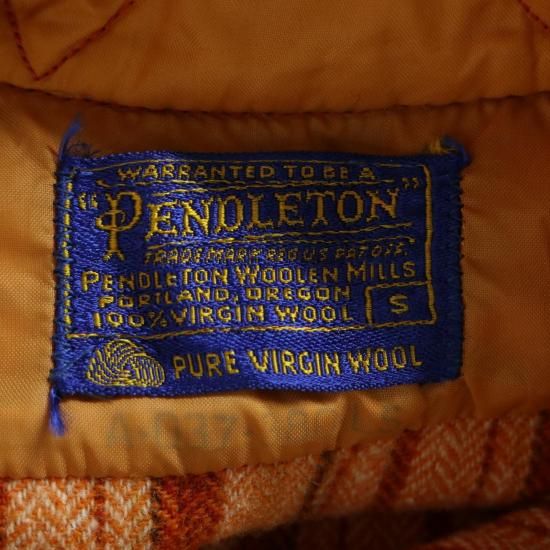 WARRANTED TO BE A
"PENDLETON"
TRADE MARK REG US PAT OFF.
PENDLETON WOOLEN MILLS
PORTLAND, OREGON
100% VIRGIN WOOL
S
PURE VIRGIN WOOL